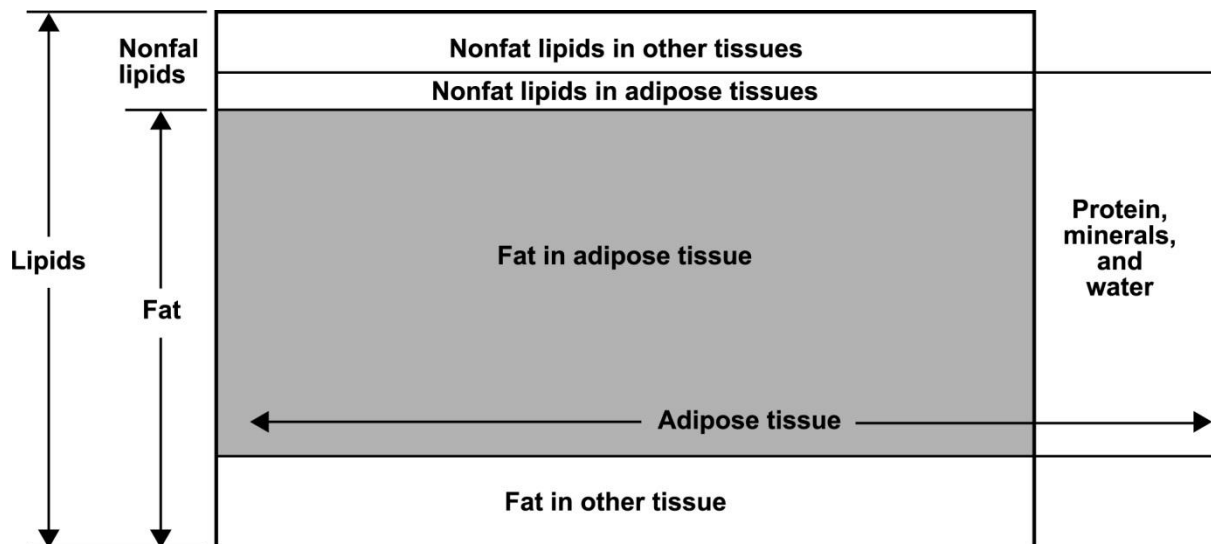 Nonfal
lipids
Nonfat lipids in other tissues
Nonfat lipids in adipose tissues
Lipids
Fat
Fat in adipose tissue
Protein,
minerals,
and
water
Adipose tissue
Fat in other tissue